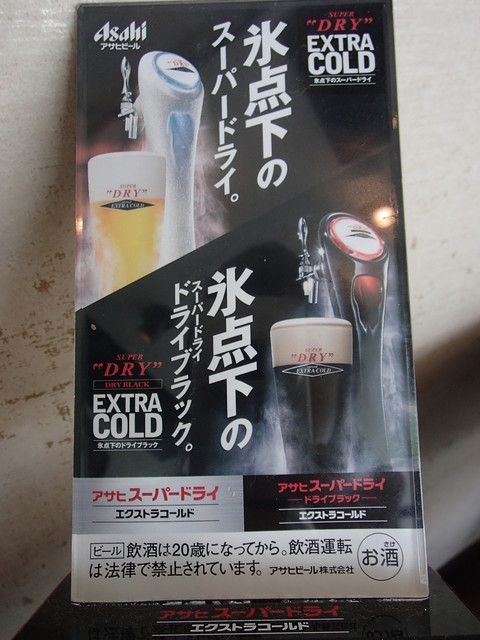 Asahi
アサヒビール
SUPER
"DRY"
EXTRA
COLD
氷点下のスーパードライ
氷点下の
スーパードライ。
SUPER
"DRY"
EXTRA COLD
氷点下の
スーパードライ
ドライブラック。
SUPER
"DRY"
EXTRA COLD
SUPER
"DRY"
DRY BLACK
EXTRA
COLD
氷点下のドライブラック
アサヒスーパードライ
エクストラコールド
アサヒスーパードライ
ドライブラック
エクストラコールド
ビール 飲酒は20歳になってから。飲酒運転
は法律で禁止されています。 アサヒビール株式会社
さけ
お酒
アサヒスーパードライ
エクストラコールド